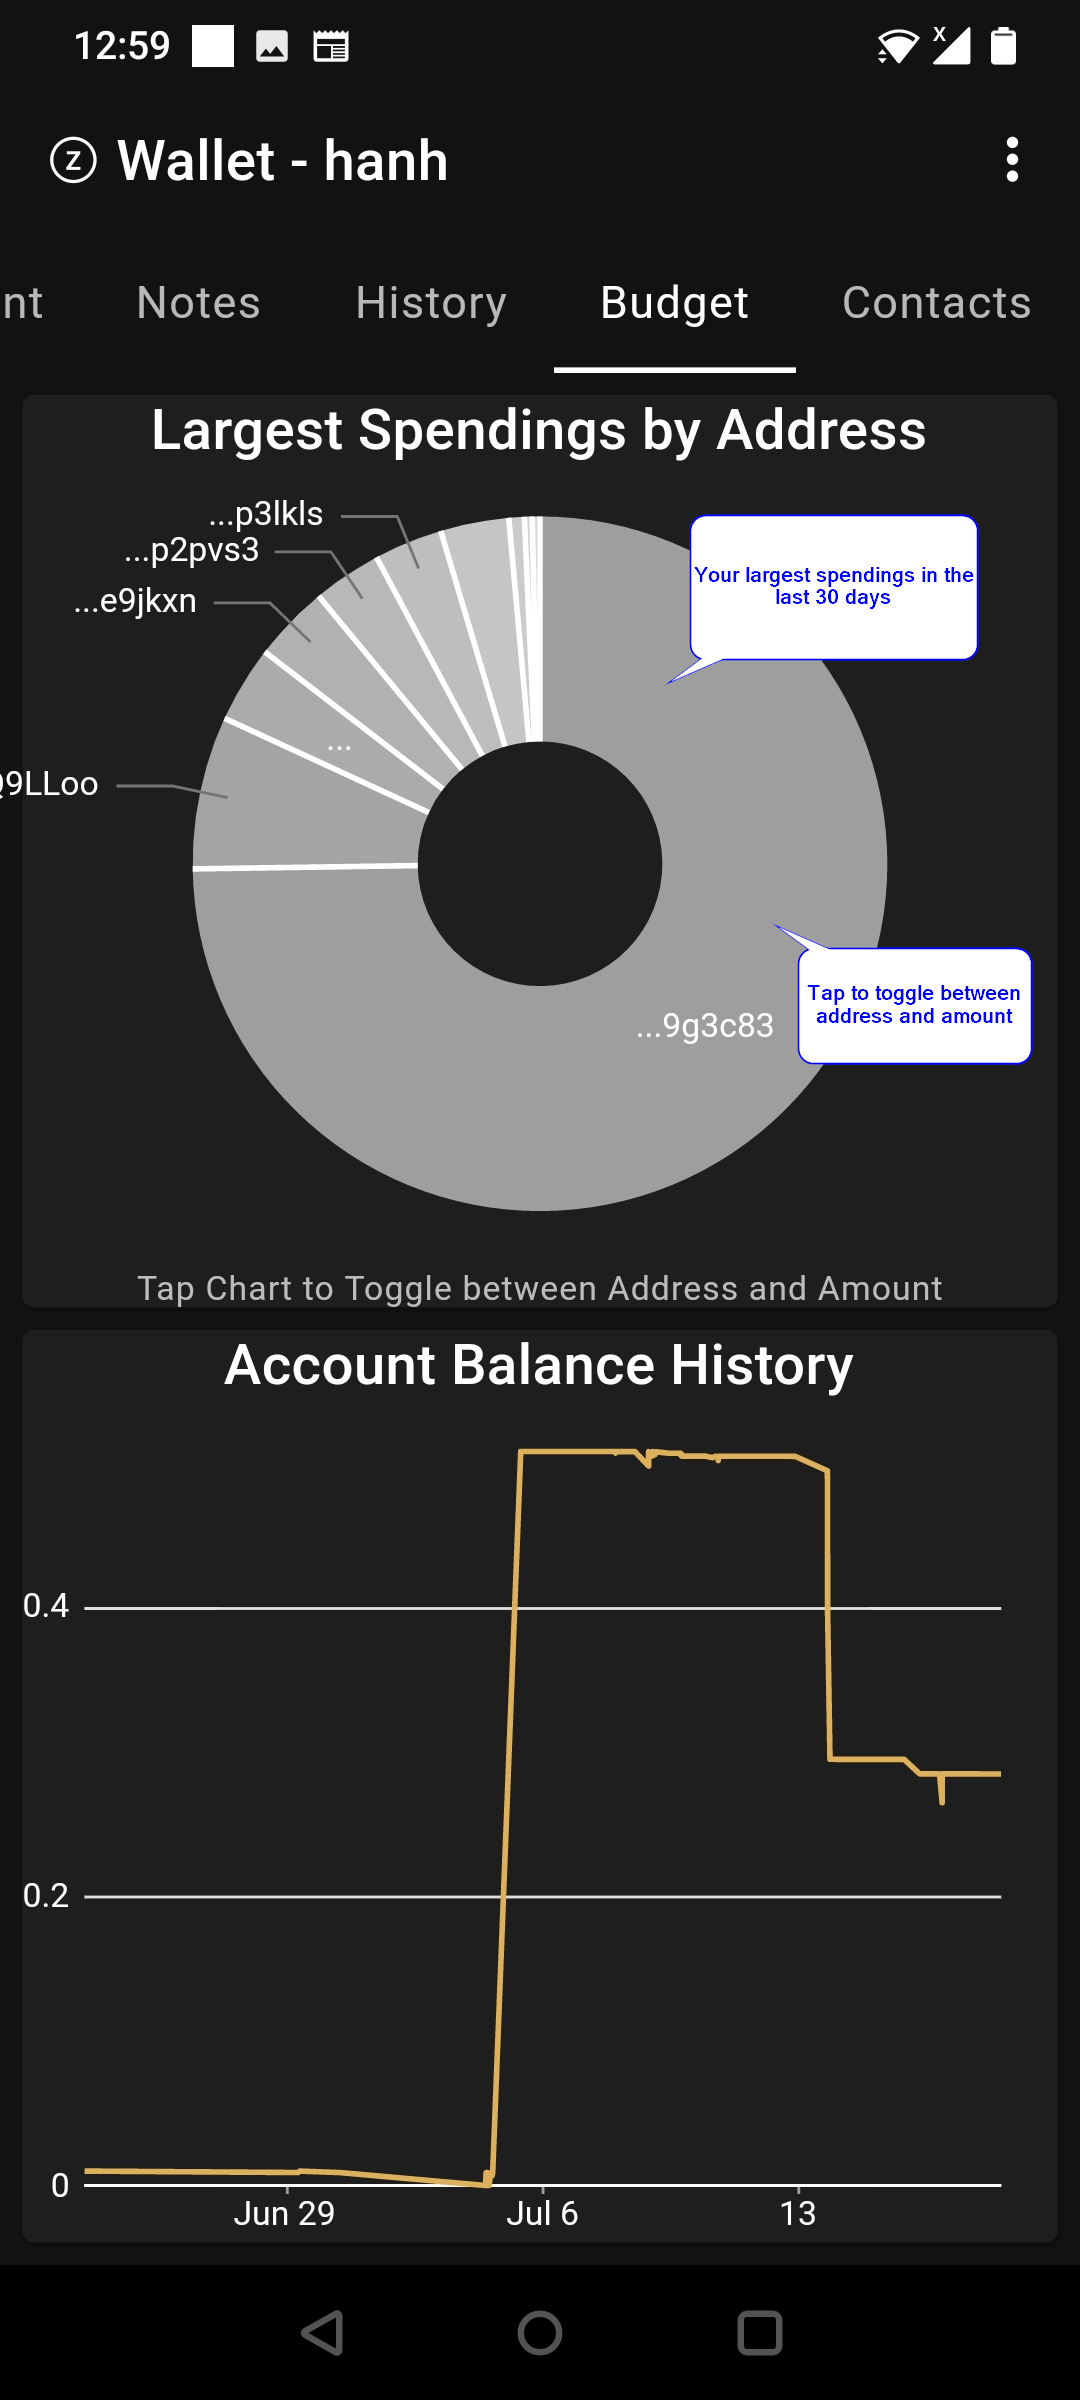 12:59
X
Z Wallet - hanh
nt Notes History Budget Contacts
Largest Spendings by Address
...p3lkls
...p2pvs3
...e9jkxn
...
9LLoo
Your largest spendings in the
last 30 days
Tap to toggle between
address and amount
...9g3c83
Tap Chart to Toggle between Address and Amount
Account Balance History
0.4
0.2
0
Jun 29 Jul 6 13